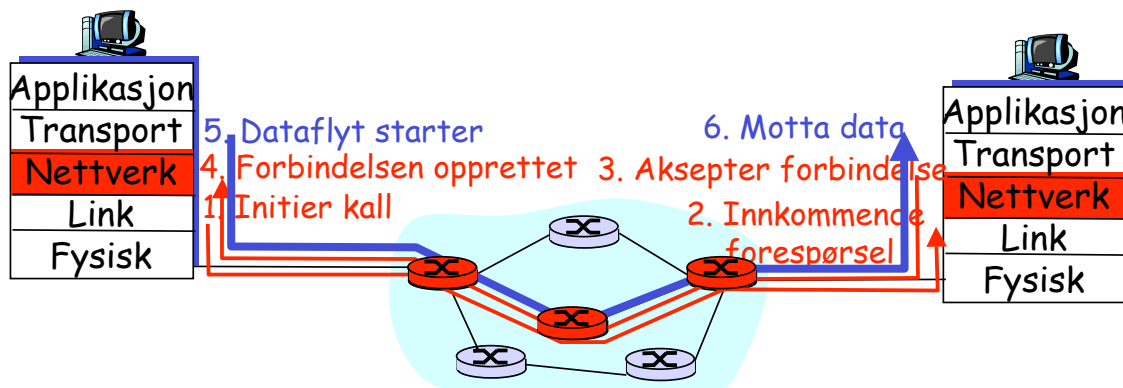 Applikasjon
Transport
Nettverk
Link
Fysisk
5. Dataflyt starter
4. Forbindelsen opprettet
1. Initier kall
6. Motta data
3. Aksepter forbindelse
2. Innkommende
forespørsel
Applikasjon
Transport
Nettverk
Link
Fysisk